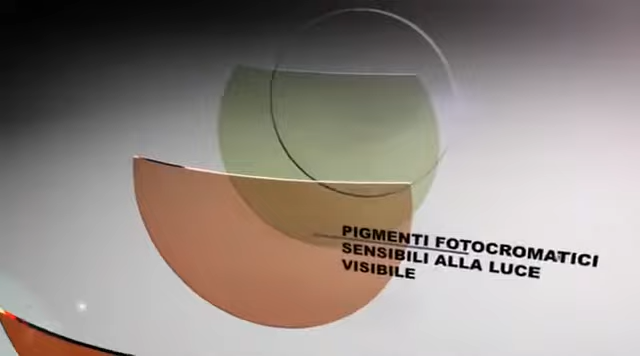 PIGMENTI FOTOCROMATICI
SENSIBILI ALLA LUCE
VISIBILE